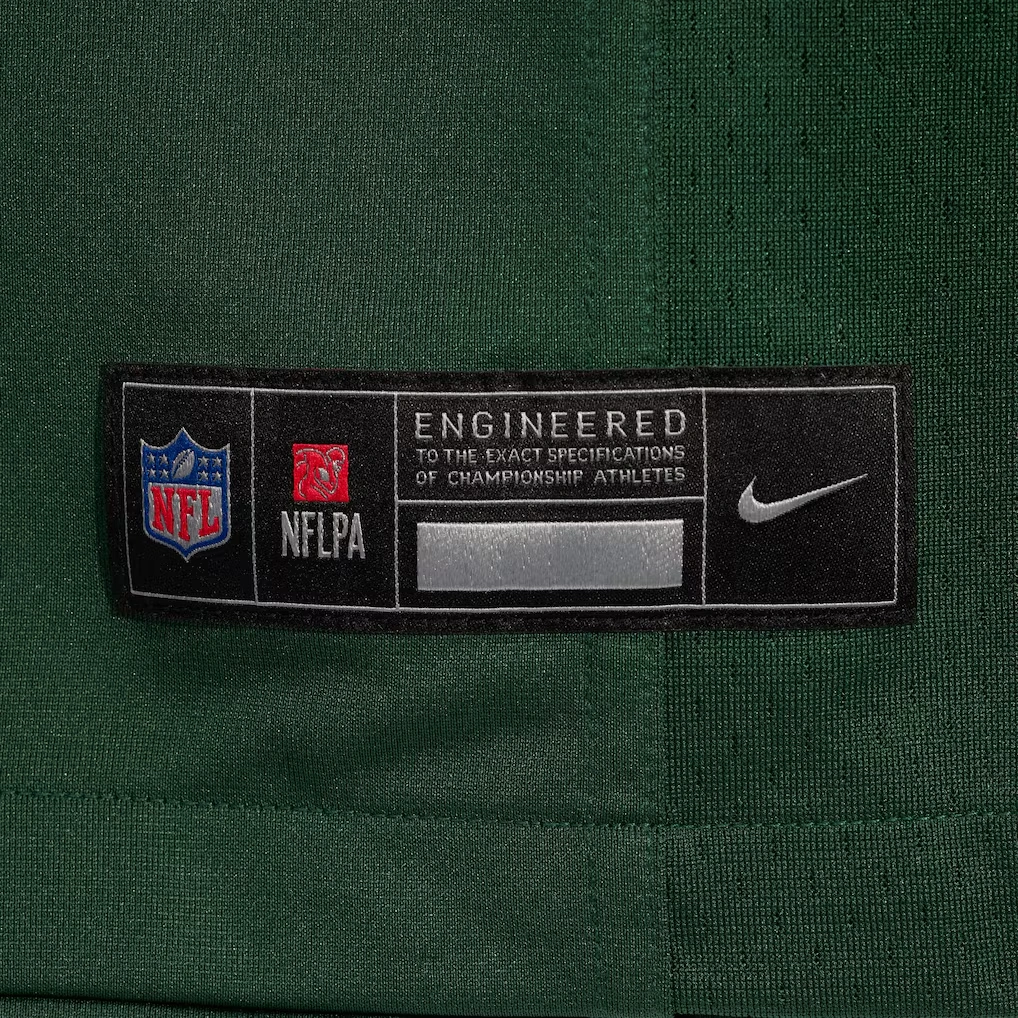 NFL
NFLPA
ENGINEERED
TO THE EXACT SPECIFICATIONS
OF CHAMPIONSHIP ATHLETES